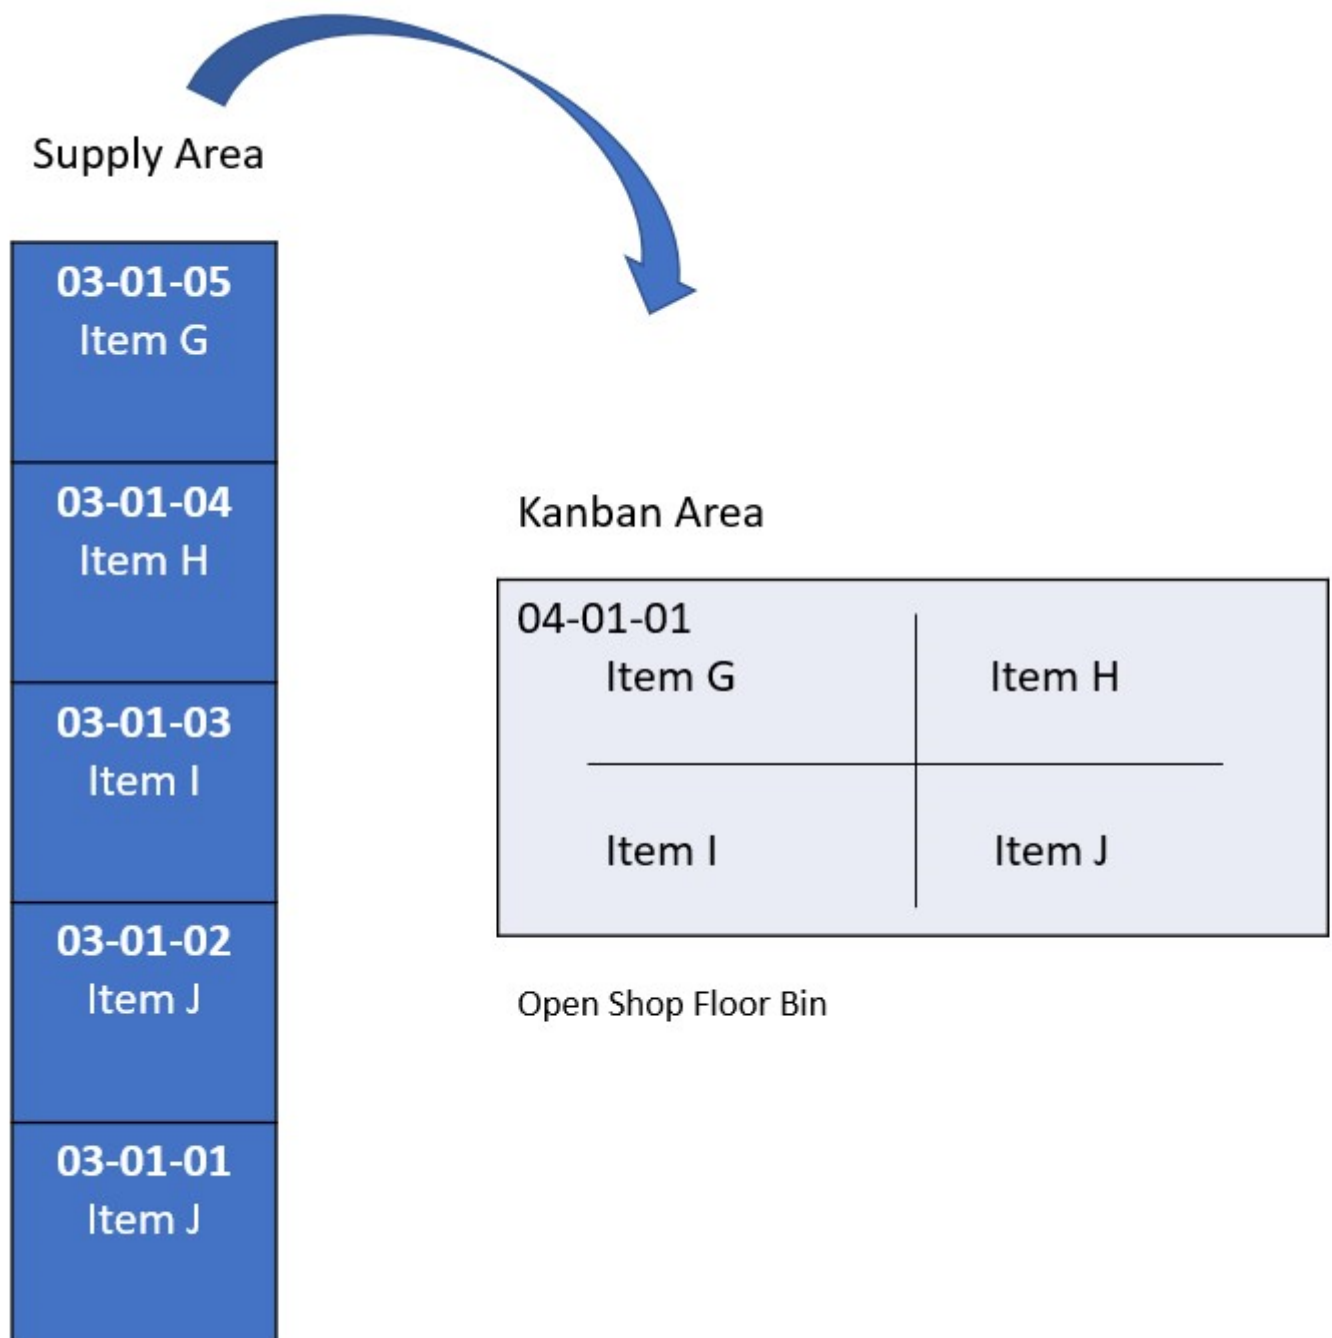 Supply Area
03-01-05
Item G
03-01-04
Item H
03-01-03
Item I
03-01-02
Item J
03-01-01
Item J
Kanban Area
04-01-01
Item G
Item H
Item I
Item J
Open Shop Floor Bin